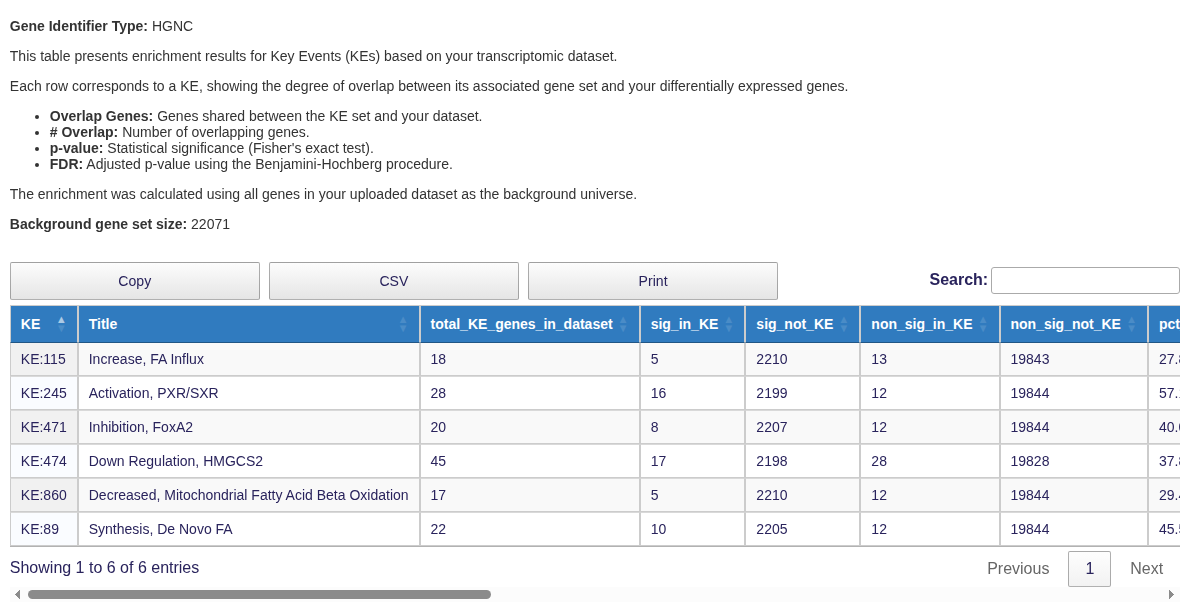 Gene Identifier Type: HGNC
This table presents enrichment results for Key Events (KEs) based on your transcriptomic dataset.
Each row corresponds to a KE, showing the degree of overlap between its associated gene set and your differentially expressed genes.
• Overlap Genes: Genes shared between the KE set and your dataset.
• # Overlap: Number of overlapping genes.
• p-value: Statistical significance (Fisher's exact test).
• FDR: Adjusted p-value using the Benjamini-Hochberg procedure.
The enrichment was calculated using all genes in your uploaded dataset as the background universe.
Background gene set size: 22071
Copy CSV Print Search:
KE Title total_KE_genes_in_dataset sig_in_KE sig_not_KE non_sig_in_KE non_sig_not_KE pct
KE:115 Increase, FA Influx 18 5 2210 13 19843 27.
KE:245 Activation, PXR/SXR 28 16 2199 12 19844 57.
KE:471 Inhibition, FoxA2 20 8 2207 12 19844 40.
KE:474 Down Regulation, HMGCS2 45 17 2198 28 19828 37.
KE:860 Decreased, Mitochondrial Fatty Acid Beta Oxidation 17 5 2210 12 19844 29.
KE:89 Synthesis, De Novo FA 22 10 2205 12 19844 45.
Showing 1 to 6 of 6 entries Previous 1 Next